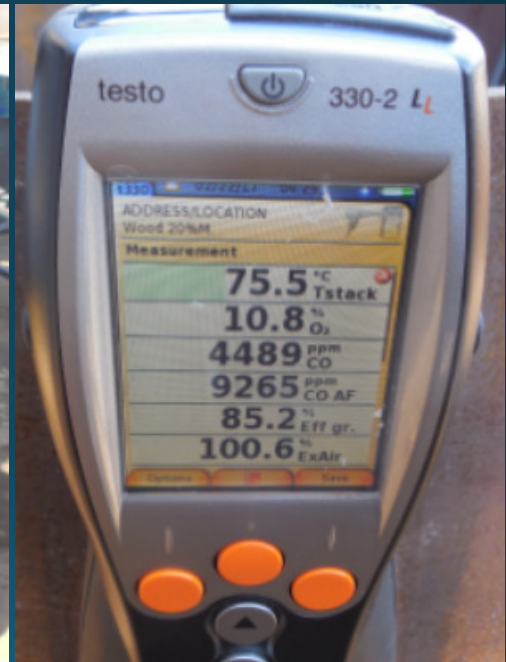 testo
330-2 LL
t330
ADDRESS/LOCATION
Wood 20%M
Measurement
75.5 °C Tstack
10.8 % O₂
4489 ppm CO
9265 ppm CO AF
85.2 % Eff gr.
100.6 % ExAir
Options
Save